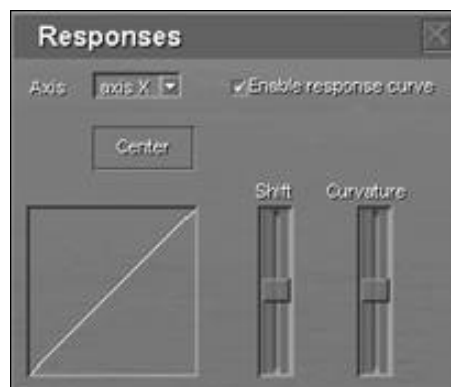 Responses
Axis axis X Enable response curve
Center
Shift Curvature